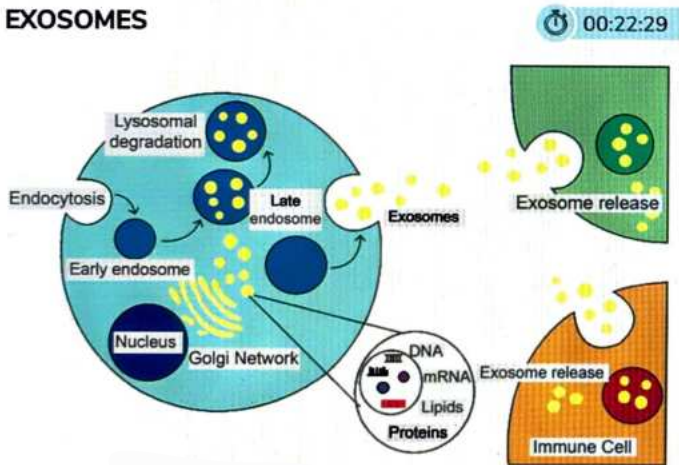 EXOSOMES
00:22:29
Lysosomal
degradation
Endocytosis
Late
endosome
Early endosome
Exosomes
Exosome release
Nucleus
Golgi Network
DNA
mRNA
Lipids
Proteins
Exosome release
Immune Cell